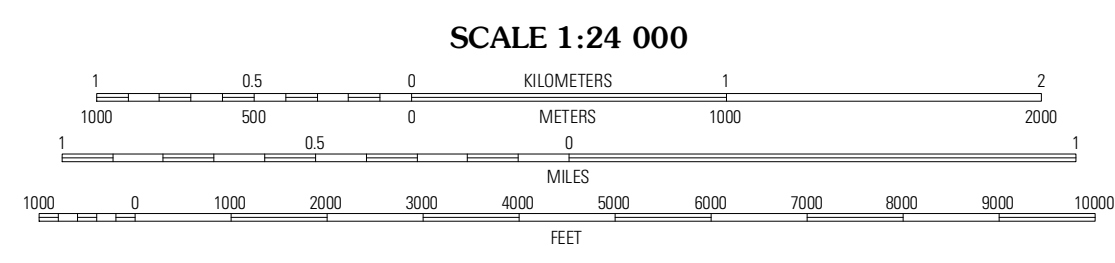 SCALE 1:24 000
1 0.5 0 KILOMETERS 1 2
1000 500 0 METERS 1000 2000
1 0.5 0 1
MILES
1000 0 1000 2000 3000 4000 5000 6000 7000 8000 9000 10000
FEET